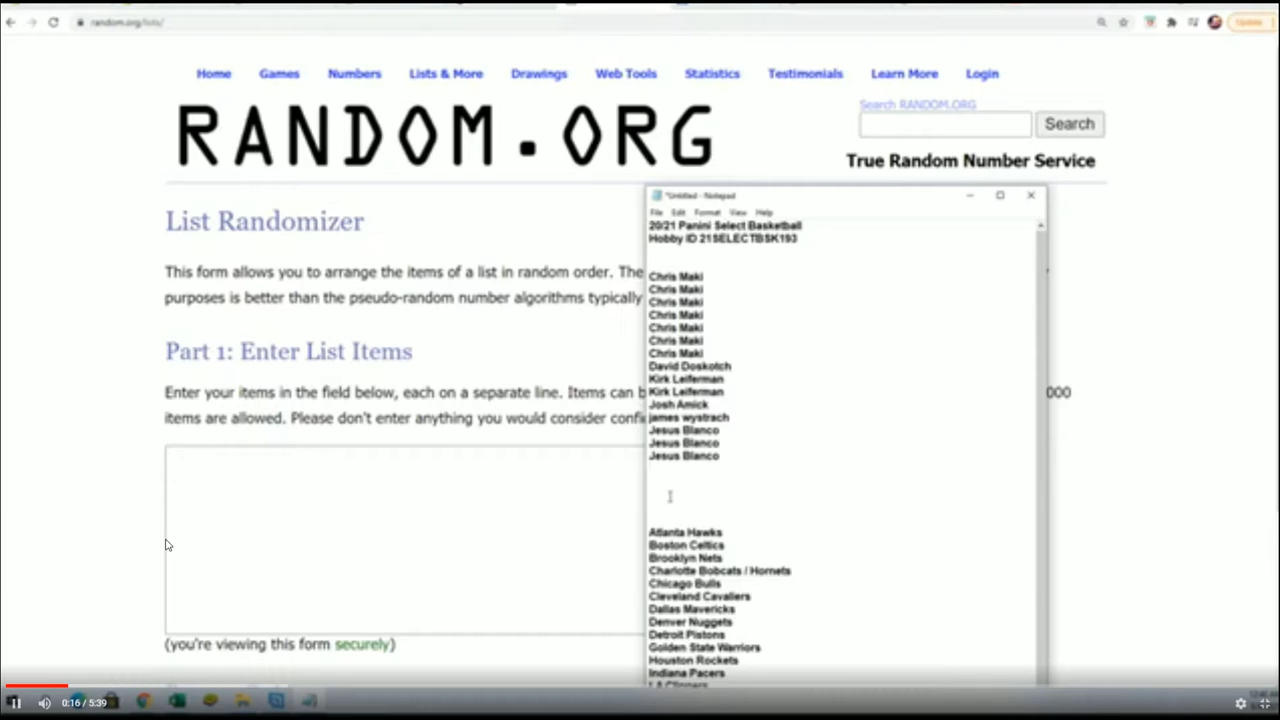 random.org/lists/
Update
Home Games Numbers Lists & More Drawings Web Tools Statistics Testimonials Learn More Login
RANDOM.ORG
Search RANDOM.ORG
Search
True Random Number Service
List Randomizer
This form allows you to arrange the items of a list in random order. The
purposes is better than the pseudo-random number algorithms typically
Part 1: Enter List Items
Enter your items in the field below, each on a separate line. Items can b
000
items are allowed. Please don't enter anything you would consider confi
(you're viewing this form securely)
*Untitled - Notepad
File Edit Format View Help
20/21 Panini Select Basketball
Hobby ID 21SELECTBSK193
Chris Maki
Chris Maki
Chris Maki
Chris Maki
Chris Maki
Chris Maki
Chris Maki
David Doskotch
Kirk Leiferman
Kirk Leiferman
Josh Amick
james wystrach
Jesus Blanco
Jesus Blanco
Jesus Blanco
Atlanta Hawks
Boston Celtics
Brooklyn Nets
Charlotte Bobcats / Hornets
Chicago Bulls
Cleveland Cavaliers
Dallas Mavericks
Denver Nuggets
Detroit Pistons
Golden State Warriors
Houston Rockets
Indiana Pacers
LA Clippers
0:16 / 5:39